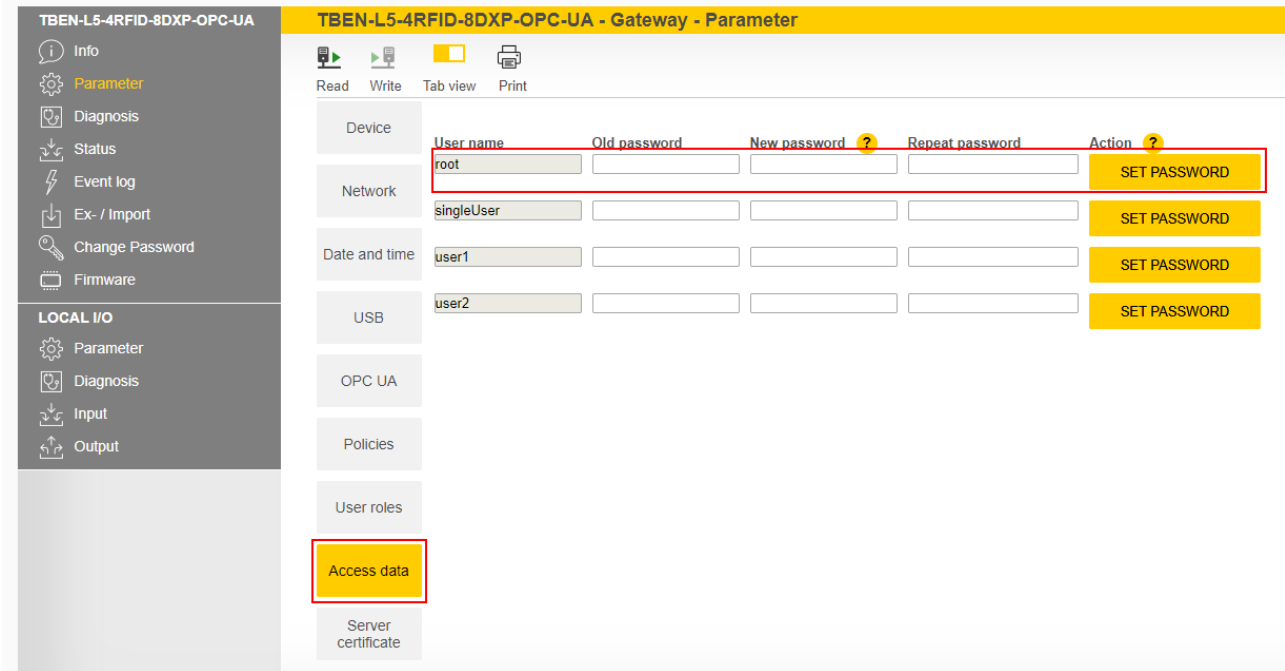 TBEN-L5-4RFID-8DXP-OPC-UA
Info
Parameter
Diagnosis
Status
Event log
Ex- / Import
Change Password
Firmware
LOCAL I/O
Parameter
Diagnosis
Input
Output
TBEN-L5-4RFID-8DXP-OPC-UA - Gateway - Parameter
Read Write Tab view Print
Device
Network
Date and time
USB
OPC UA
Policies
User roles
Access data
Server
certificate
User name Old password New password ? Repeat password Action ?
root SET PASSWORD
singleUser SET PASSWORD
user1 SET PASSWORD
user2 SET PASSWORD